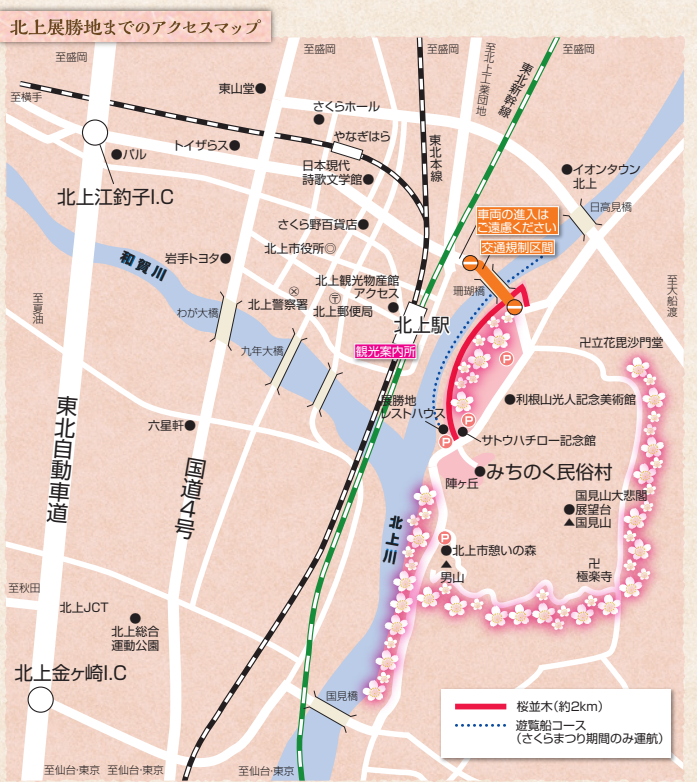 北上展勝地までのアクセスマップ
至盛岡
至盛岡
至盛岡
至盛岡
至横手
東山堂
さくらホール
至北上工業団地
東北新幹線
トイザらス
やなぎはら
東北本線
パル
日本現代
詩歌文学館
イオンタウン
北上
北上江釣子I.C
日高見橋
車両の進入は
ご遠慮ください
さくら野百貨店
交通規制区間
北上市役所
和賀川
岩手トヨタ
北上観光物産館
アクセス
珊瑚橋
至大船渡
至夏油
わが大橋
北上警察署
北上郵便局
北上駅
観光案内所
九年大橋
卍立花毘沙門堂
P
東北自動車道
展勝地
レストハウス
利根山光人記念美術館
P
六星軒
P
サトウハチロー記念館
国道4号
みちのく民俗村
陣ヶ丘
国見山大悲閣
展望台
▲国見山
北上川
P
北上市憩いの森
▲
男山
卍
極楽寺
至秋田
北上JCT
北上総合
運動公園
北上金ヶ崎I.C
国見橋
桜並木(約2km)
遊覧船コース
(さくらまつり期間のみ運航)
至仙台・東京
至仙台・東京
至仙台・東京